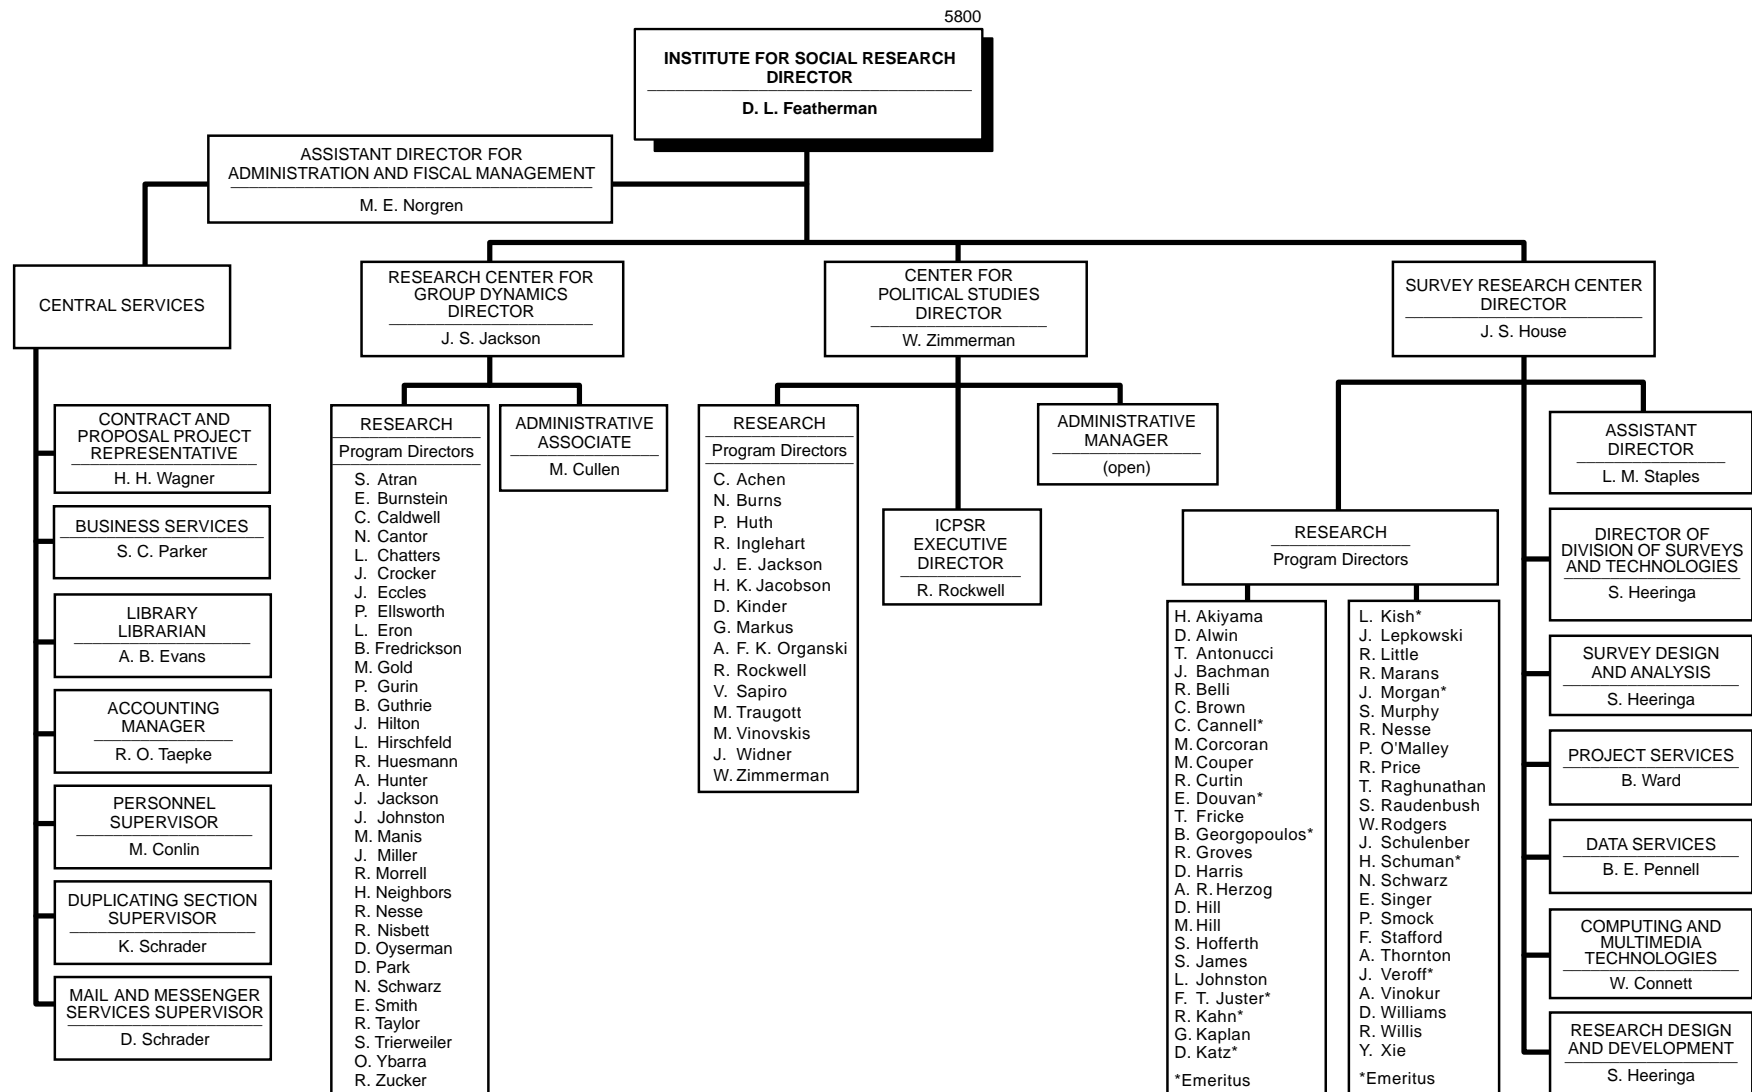 5800
INSTITUTE FOR SOCIAL RESEARCH
DIRECTOR
D. L. Featherman
ASSISTANT DIRECTOR FOR
ADMINISTRATION AND FISCAL MANAGEMENT
M. E. Norgren
CENTRAL SERVICES
CONTRACT AND
PROPOSAL PROJECT
REPRESENTATIVE
H. H. Wagner
BUSINESS SERVICES
S. C. Parker
LIBRARY
LIBRARIAN
A. B. Evans
ACCOUNTING
MANAGER
R. O. Taepke
PERSONNEL
SUPERVISOR
M. Conlin
DUPLICATING SECTION
SUPERVISOR
K. Schrader
MAIL AND MESSENGER
SERVICES SUPERVISOR
D. Schrader
RESEARCH CENTER FOR
GROUP DYNAMICS
DIRECTOR
J. S. Jackson
RESEARCH
Program Directors
S. Atran
E. Burnstein
C. Caldwell
N. Cantor
L. Chatters
J. Crocker
J. Eccles
P. Ellsworth
L. Eron
B. Fredrickson
M. Gold
P. Gurin
B. Guthrie
J. Hilton
L. Hirschfeld
R. Huesmann
A. Hunter
J. Jackson
J. Johnston
M. Manis
J. Miller
R. Morrell
H. Neighbors
R. Nesse
R. Nisbett
D. Oyserman
D. Park
N. Schwarz
E. Smith
R. Taylor
S. Trierweiler
O. Ybarra
R. Zucker
ADMINISTRATIVE
ASSOCIATE
M. Cullen
CENTER FOR
POLITICAL STUDIES
DIRECTOR
W. Zimmerman
RESEARCH
Program Directors
C. Achen
N. Burns
P. Huth
R. Inglehart
J. E. Jackson
H. K. Jacobson
D. Kinder
G. Markus
A. F. K. Organski
R. Rockwell
V. Sapiro
M. Traugott
M. Vinovskis
J. Widner
W. Zimmerman
ICPSR
EXECUTIVE
DIRECTOR
R. Rockwell
ADMINISTRATIVE
MANAGER
(open)
SURVEY RESEARCH CENTER
DIRECTOR
J. S. House
RESEARCH
Program Directors
H. Akiyama
D. Alwin
T. Antonucci
J. Bachman
R. Belli
C. Brown
C. Cannell*
M. Corcoran
M. Couper
R. Curtin
E. Douvan*
T. Fricke
B. Georgopoulos*
R. Groves
D. Harris
A. R. Herzog
D. Hill
M. Hill
S. Hofferth
S. James
L. Johnston
F. T. Juster*
R. Kahn*
G. Kaplan
D. Katz*
*Emeritus
L. Kish*
J. Lepkowski
R. Little
R. Marans
J. Morgan*
S. Murphy
R. Nesse
P. O'Malley
R. Price
T. Raghunathan
S. Raudenbush
W. Rodgers
J. Schulenber
H. Schuman*
N. Schwarz
E. Singer
P. Smock
F. Stafford
A. Thornton
J. Veroff*
A. Vinokur
D. Williams
R. Willis
Y. Xie
*Emeritus
ASSISTANT
DIRECTOR
L. M. Staples
DIRECTOR OF
DIVISION OF SURVEYS
AND TECHNOLOGIES
S. Heeringa
SURVEY DESIGN
AND ANALYSIS
S. Heeringa
PROJECT SERVICES
B. Ward
DATA SERVICES
B. E. Pennell
COMPUTING AND
MULTIMEDIA
TECHNOLOGIES
W. Connett
RESEARCH DESIGN
AND DEVELOPMENT
S. Heeringa